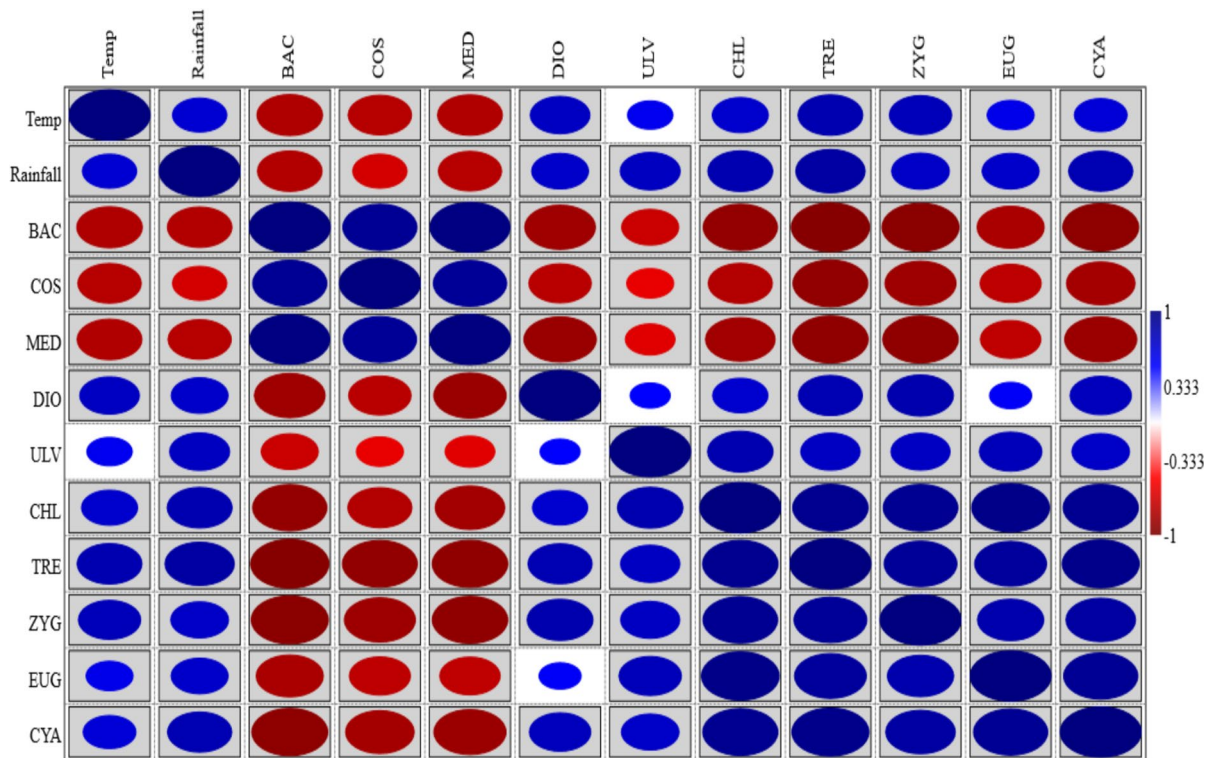 Temp Rainfall BAC COS MED DIO ULV CHL TRE ZYG EUG CYA
Temp
Rainfall
BAC
COS
MED
DIO
ULV
CHL
TRE
ZYG
EUG
CYA
1
0.333
-0.333
-1